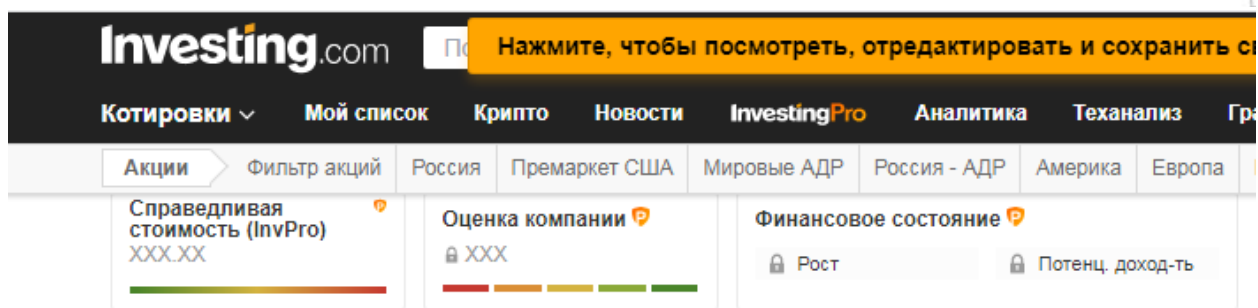 Investing.com
Нажмите, чтобы посмотреть, отредактировать и сохранить
Котировки Мой список Крипто Новости InvestingPro Аналитика Теханализ
Акции Фильтр акций Россия Премаркет США Мировые АДР Россия - АДР Америка Европа
Справедливая
стоимость (InvPro)
XXX.XX
Оценка компании
XXX
Финансовое состояние
Рост Потенц. доход-ть